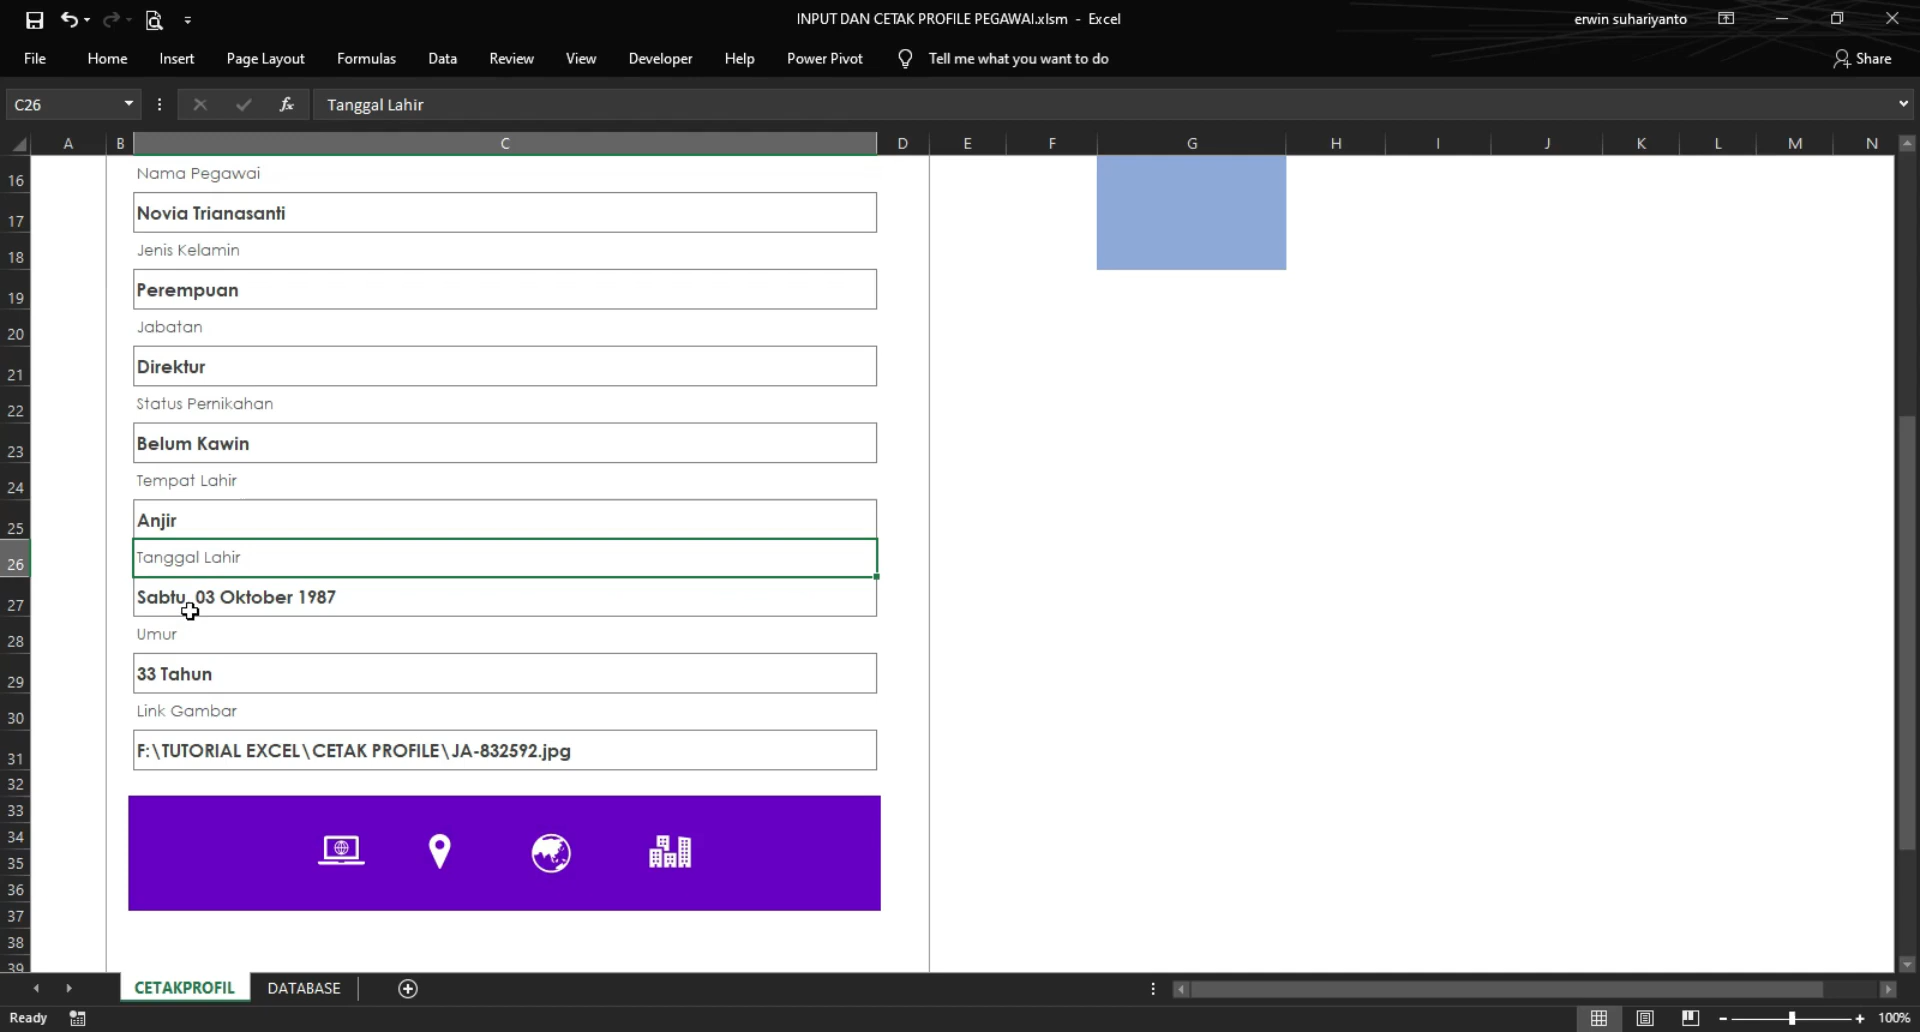 INPUT DAN CETAK PROFILE PEGAWAI.xlsm - Excel
erwin suhariyanto
File Home Insert Page Layout Formulas Data Review View Developer Help Power Pivot Tell me what you want to do Share
C26 fx Tanggal Lahir
A B C D E F G H I J K L M N
16 Nama Pegawai
17 Novia Trianasanti
18 Jenis Kelamin
19 Perempuan
20 Jabatan
21 Direktur
22 Status Pernikahan
23 Belum Kawin
24 Tempat Lahir
25 Anjir
26 Tanggal Lahir
27 Sabtu, 03 Oktober 1987
28 Umur
29 33 Tahun
30 Link Gambar
31 F:\TUTORIAL EXCEL\CETAK PROFILE\JA-832592.jpg
32
33
34
35
36
37
38
39
CETAKPROFIL DATABASE
Ready 100%